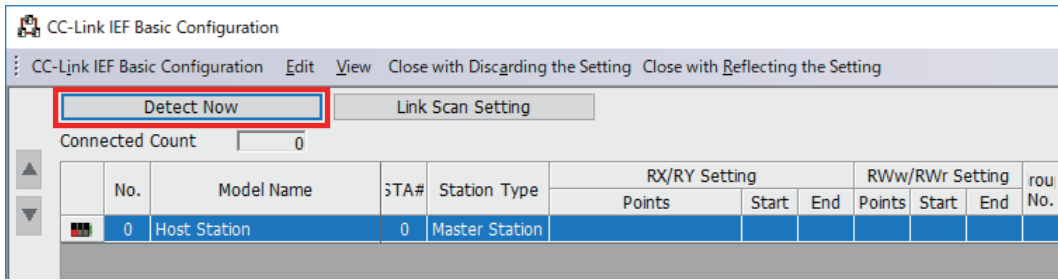 CC-Link IEF Basic Configuration
CC-Link IEF Basic Configuration Edit View Close with Discarding the Setting Close with Reflecting the Setting
Detect Now Link Scan Setting
Connected Count 0
No. Model Name STA# Station Type RX/RY Setting RWw/RWr Setting rou
Points Start End Points Start End No.
0 Host Station 0 Master Station